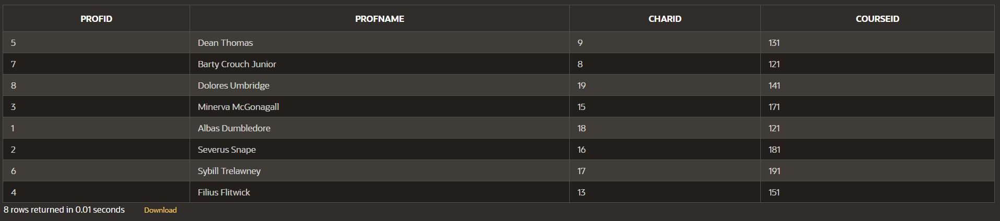 PROFID PROFNAME CHARID COURSEID
5 Dean Thomas 9 131
7 Barty Crouch Junior 8 121
8 Dolores Umbridge 19 141
3 Minerva McGonagall 15 171
1 Albas Dumbledore 18 121
2 Severus Snape 16 181
6 Sybill Trelawney 17 191
4 Filius Flitwick 13 151
8 rows returned in 0.01 seconds Download